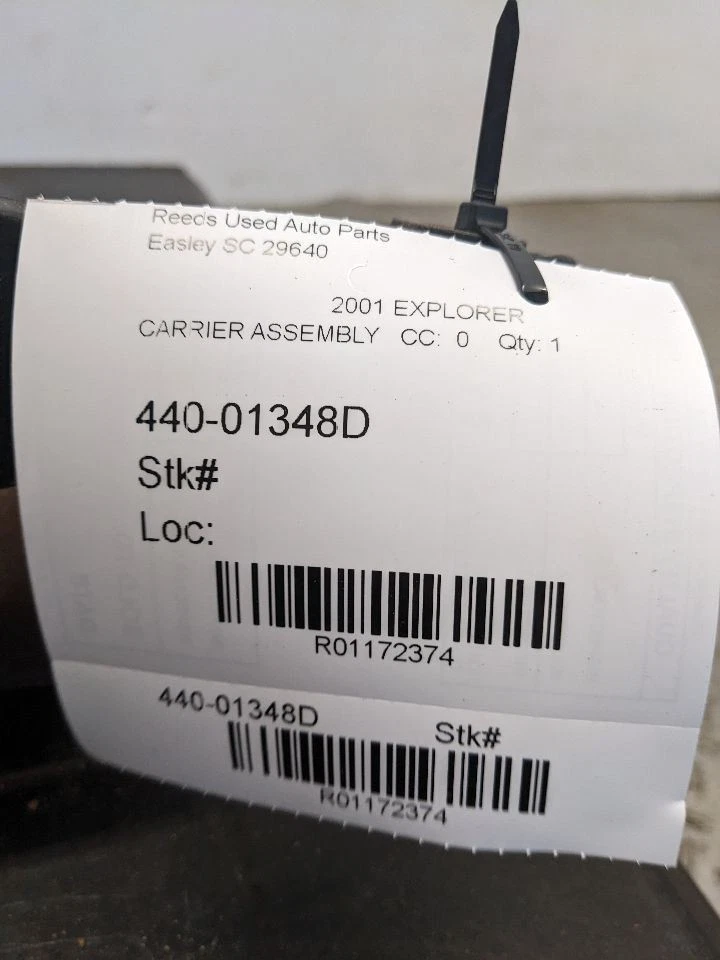 Reeds Used Auto Parts
Easley SC 29640
2001 EXPLORER
CARRIER ASSEMBLY CC: 0 Qty: 1
440-01348D
Stk#
Loc:
R01172374
440-01348D Stk#
R01172374